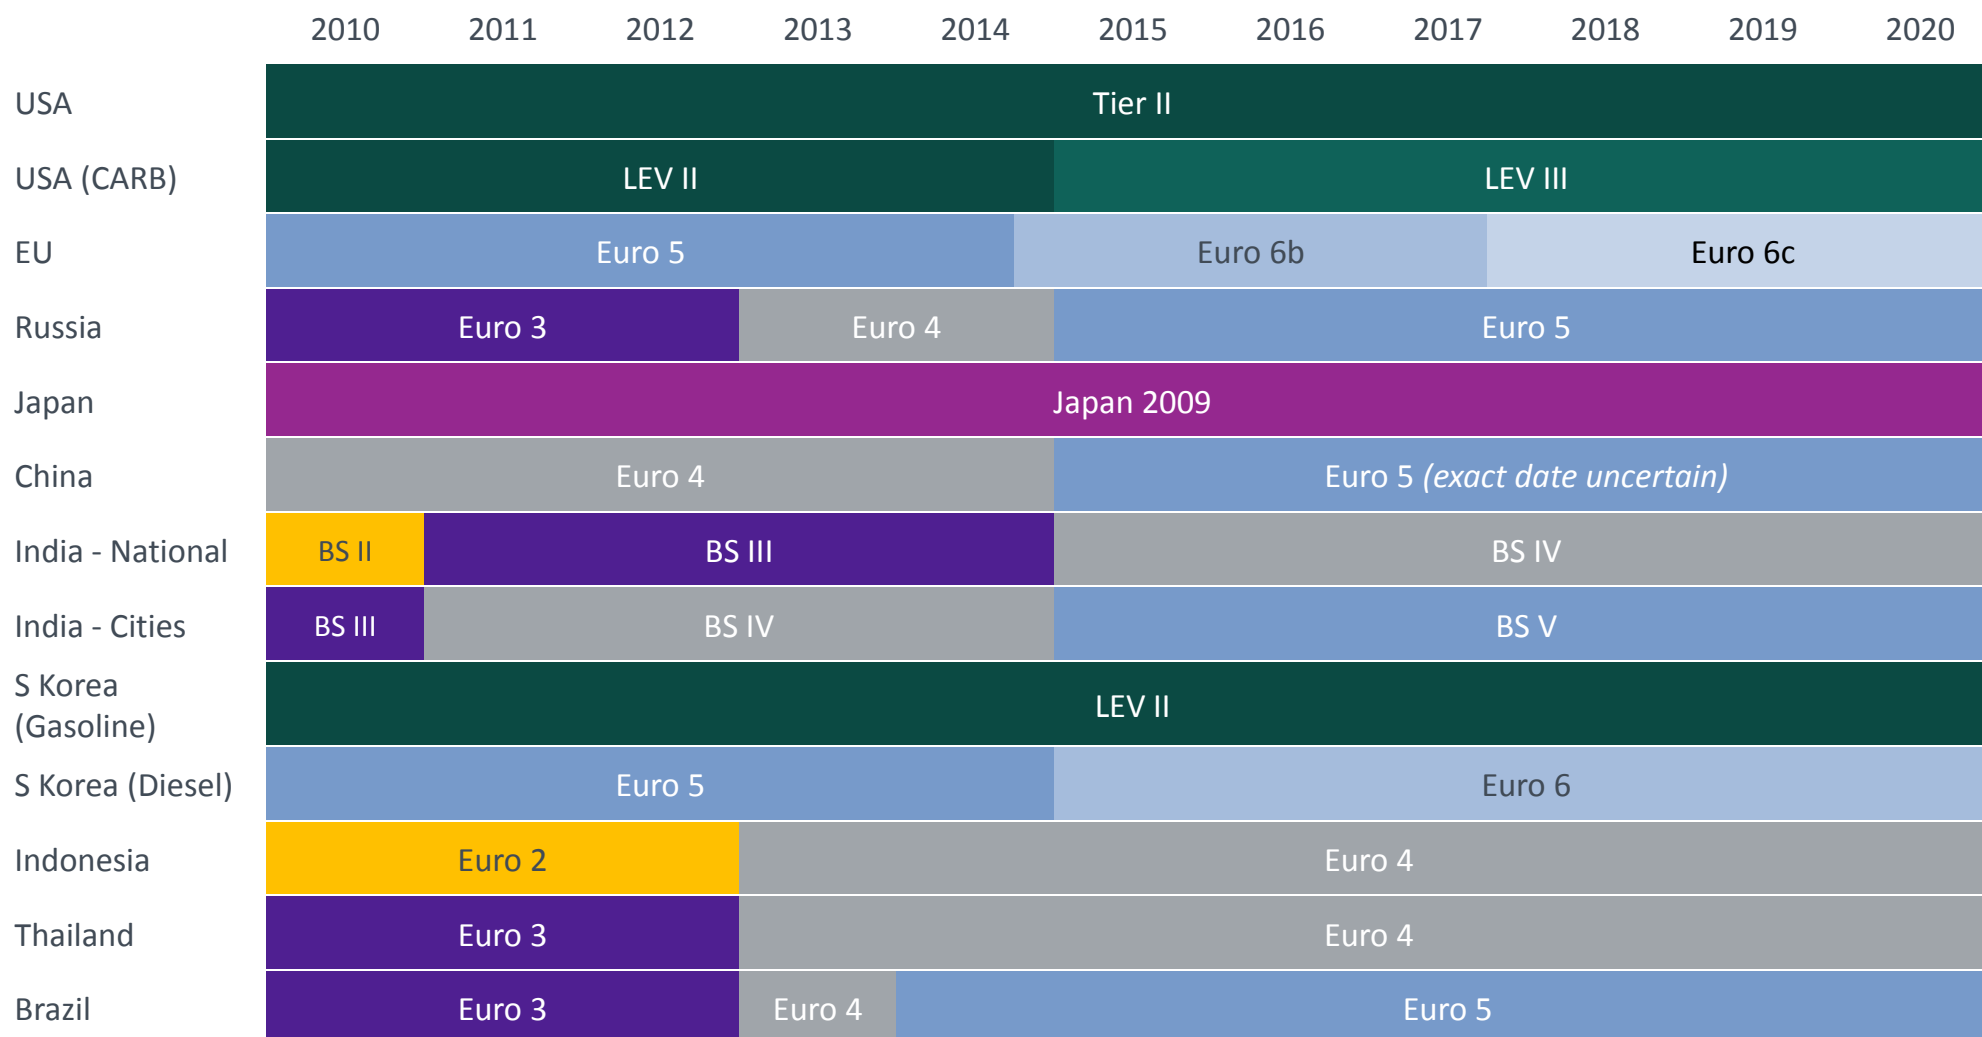 2010 2011 2012 2013 2014 2015 2016 2017 2018 2019 2020
USA Tier II
USA (CARB) LEV II LEV III
EU Euro 5 Euro 6b Euro 6c
Russia Euro 3 Euro 4 Euro 5
Japan Japan 2009
China Euro 4 Euro 5 (exact date uncertain)
India - National BS II BS III BS IV
India - Cities BS III BS IV BS V
S Korea
(Gasoline) LEV II
S Korea (Diesel) Euro 5 Euro 6
Indonesia Euro 2 Euro 4
Thailand Euro 3 Euro 4
Brazil Euro 3 Euro 4 Euro 5